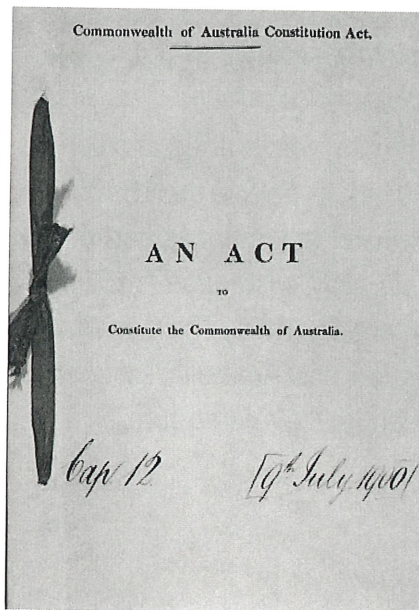 Commonwealth of Australia Constitution Act.
AN ACT
TO
Constitute the Commonwealth of Australia.
Cap. 12. [9th July 1900]